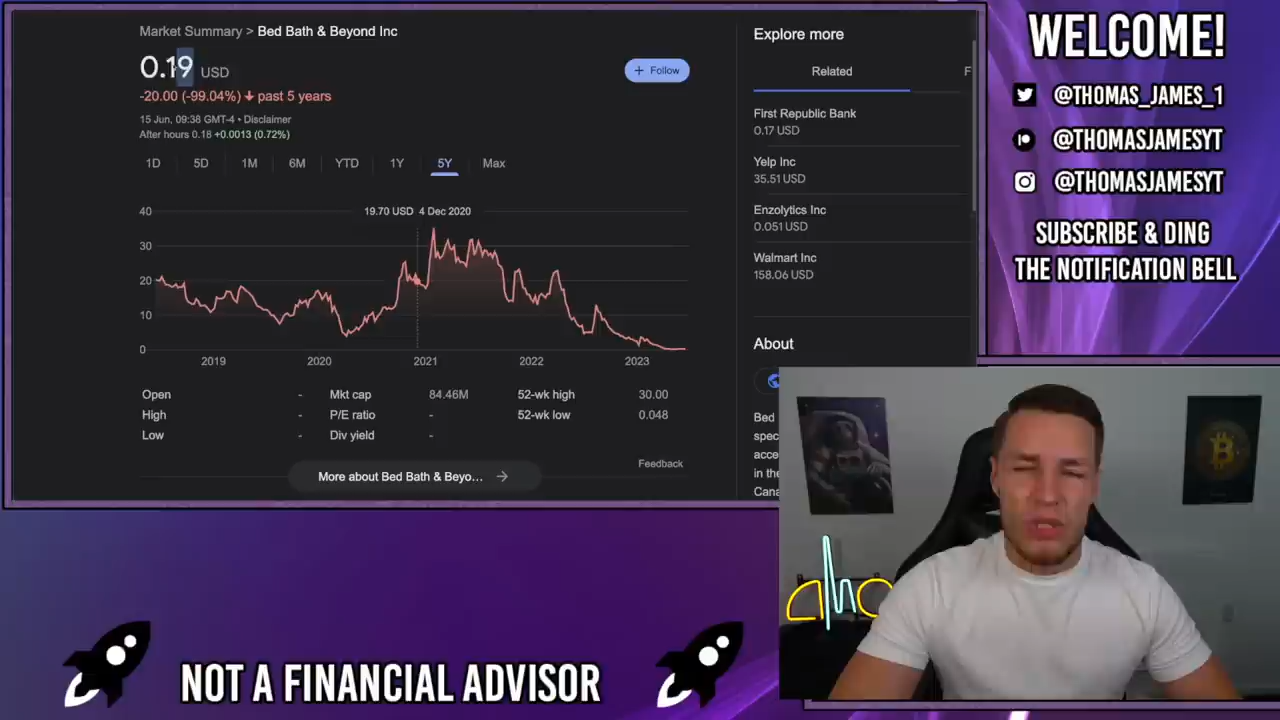 Market Summary > Bed Bath & Beyond Inc
0.19 USD
+ Follow
-20.00 (-99.04%) ↓ past 5 years
15 Jun, 09:38 GMT-4 • Disclaimer
After hours 0.18 +0.0013 (0.72%)
1D 5D 1M 6M YTD 1Y 5Y Max
19.70 USD 4 Dec 2020
40
30
20
10
0
2019 2020 2021 2022 2023
Open - Mkt cap 84.46M 52-wk high 30.00
High - P/E ratio - 52-wk low 0.048
Low - Div yield -
Feedback
More about Bed Bath & Beyo... →
Explore more
Related F
First Republic Bank
0.17 USD
Yelp Inc
35.51 USD
Enzolytics Inc
0.051 USD
Walmart Inc
158.06 USD
About
Bed
spec
acce
in the
Cana
WELCOME!
@THOMAS_JAMES_1
@THOMASJAMESYT
@THOMASJAMESYT
SUBSCRIBE & DING
THE NOTIFICATION BELL
NOT A FINANCIAL ADVISOR